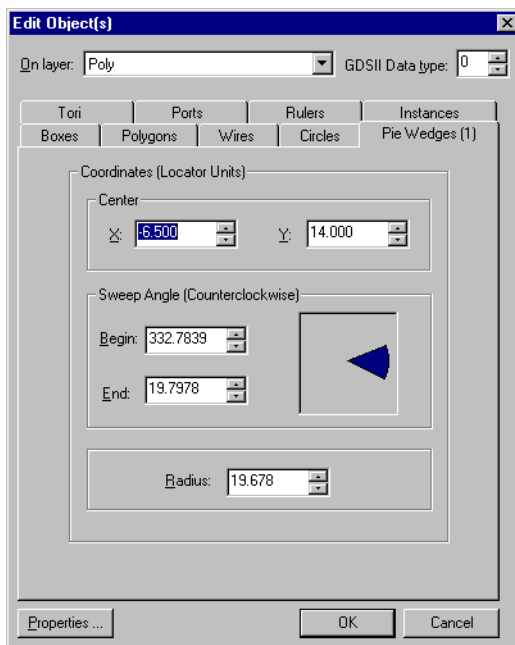 Edit Object(s)
On layer: Poly GDSII Data type: 0
Tori Ports Rulers Instances
Boxes Polygons Wires Circles Pie Wedges (1)
Coordinates (Locator Units)
Center
X: -6.500 Y: 14.000
Sweep Angle (Counterclockwise)
Begin: 332.7839
End: 19.7978
Radius: 19.678
Properties ... OK Cancel